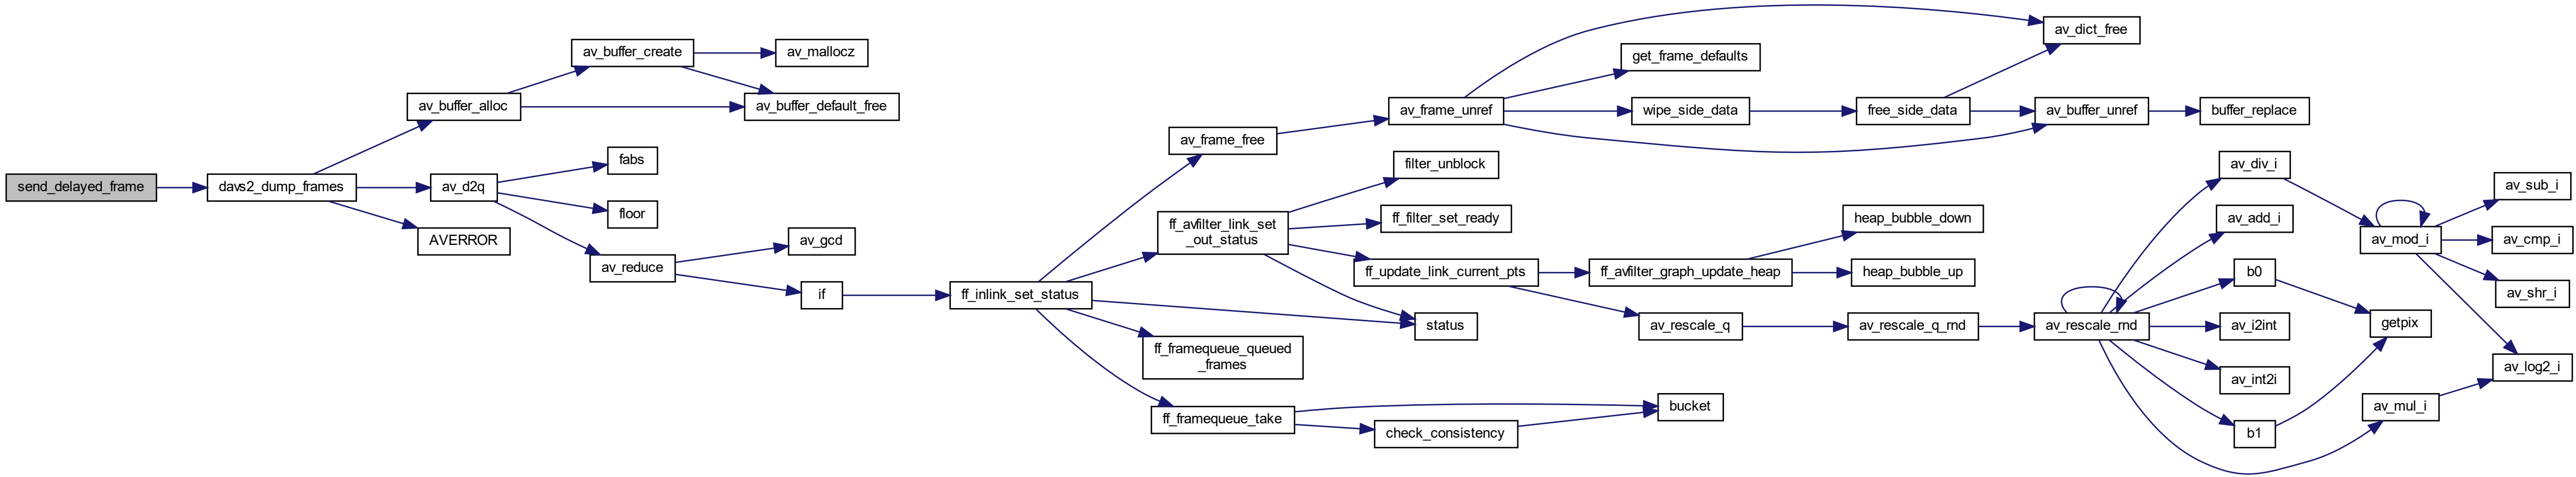 send_delayed_frame
davs2_dump_frames
av_buffer_alloc
av_d2q
AVERROR
av_buffer_create
fabs
floor
av_reduce
av_mallocz
av_buffer_default_free
av_gcd
if
ff_inlink_set_status
av_frame_free
ff_avfilter_link_set
_out_status
ff_framequeue_queued
_frames
ff_framequeue_take
av_frame_unref
filter_unblock
ff_filter_set_ready
ff_update_link_current_pts
status
check_consistency
get_frame_defaults
wipe_side_data
ff_avfilter_graph_update_heap
av_rescale_q
bucket
free_side_data
heap_bubble_down
heap_bubble_up
av_rescale_q_rnd
av_dict_free
av_buffer_unref
av_rescale_rnd
buffer_replace
av_div_i
av_add_i
b0
av_i2int
av_int2i
b1
av_mod_i
getpix
av_mul_i
av_sub_i
av_cmp_i
av_shr_i
av_log2_i